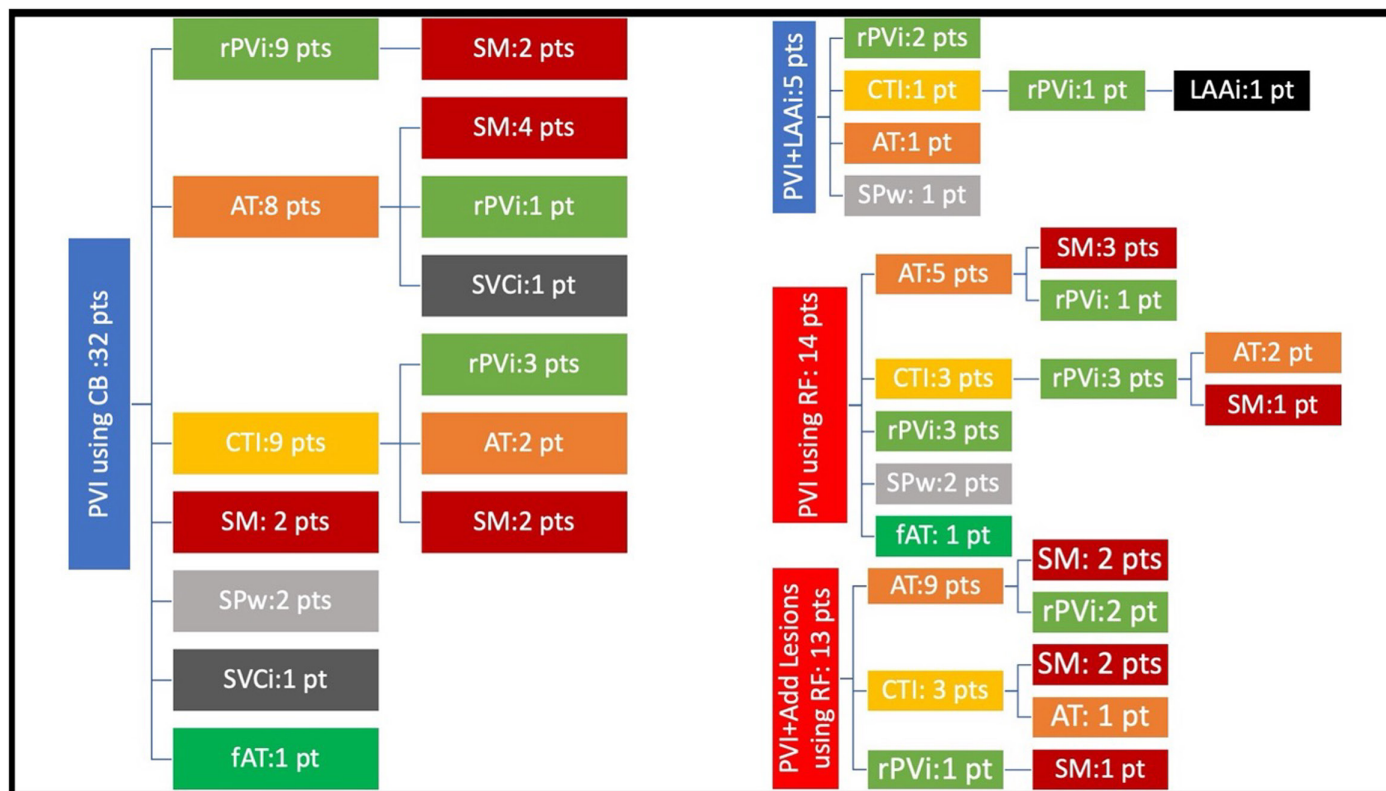 PVI using CB :32 pts
rPVi:9 pts
SM:2 pts
AT:8 pts
SM:4 pts
rPVi:1 pt
SVCi:1 pt
CTI:9 pts
rPVi:3 pts
AT:2 pt
SM:2 pts
SM: 2 pts
SPw:2 pts
SVCi:1 pt
fAT:1 pt
PVI+LAAi:5 pts
rPVi:2 pts
CTI:1 pt
rPVi:1 pt
LAAi:1 pt
AT:1 pt
SPw: 1 pt
PVI using RF: 14 pts
AT:5 pts
SM:3 pts
rPVi: 1 pt
CTI:3 pts
rPVi:3 pts
AT:2 pt
SM:1 pt
rPVi:3 pts
SPw:2 pts
fAT: 1 pt
PVI+Add Lesions
using RF: 13 pts
AT:9 pts
SM: 2 pts
rPVi:2 pt
CTI: 3 pts
SM: 2 pts
AT: 1 pt
rPVi:1 pt
SM:1 pt